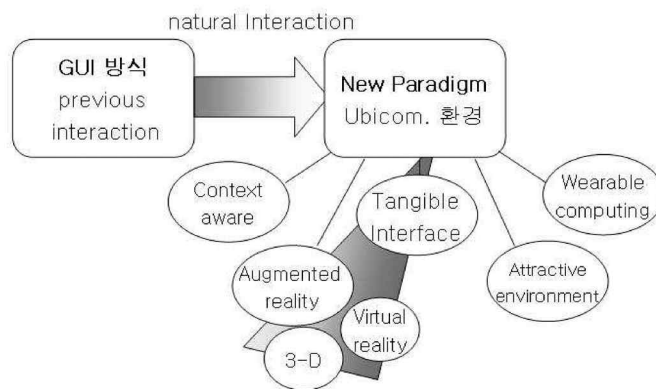 natural Interaction
GUI 방식
previous
interaction
New Paradigm
Ubicom. 환경
Context
aware
Tangible
Interface
Wearable
computing
Augmented
reality
Attractive
environment
Virtual
reality
3-D